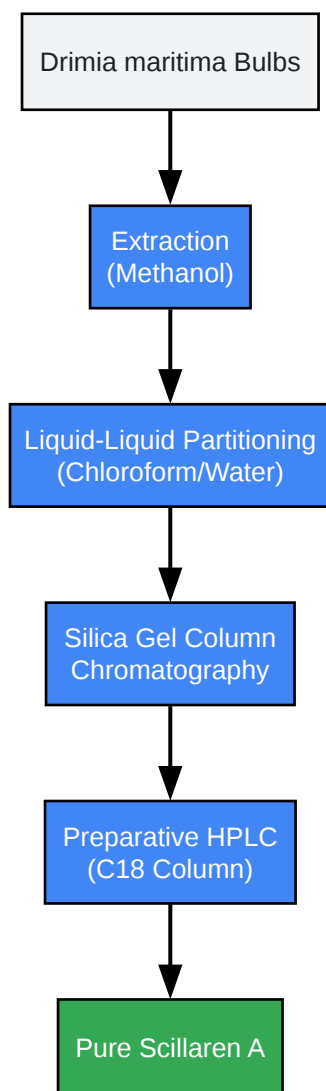 Drimia maritima Bulbs
Extraction
(Methanol)
Liquid-Liquid Partitioning
(Chloroform/Water)
Silica Gel Column
Chromatography
Preparative HPLC
(C18 Column)
Pure Scillaren A